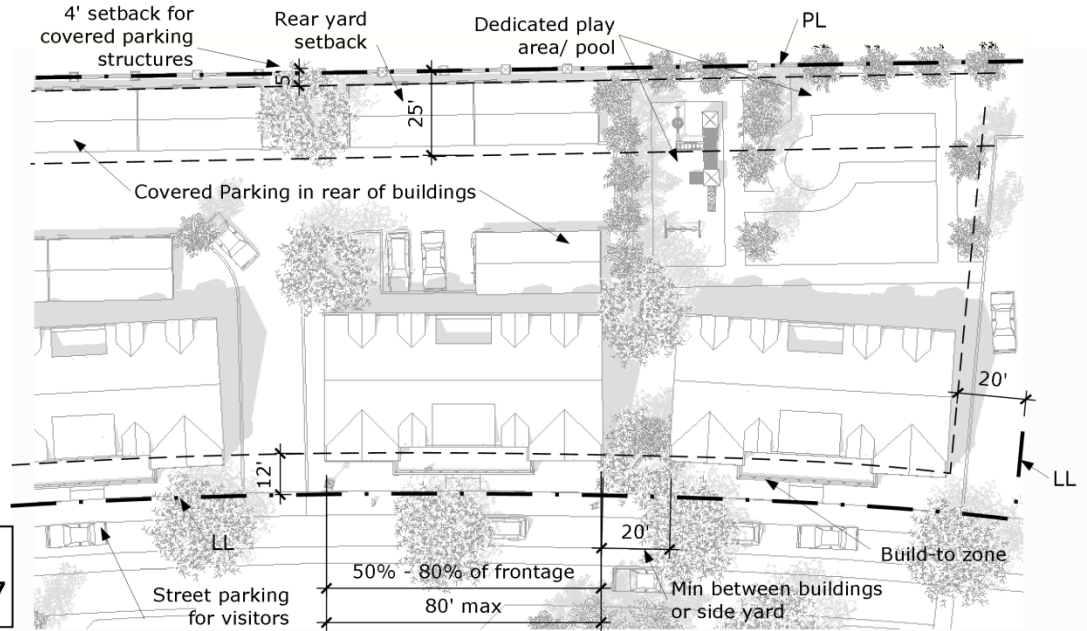 4' setback for
covered parking
structures
Rear yard
setback
Dedicated play
area/ pool
PL
5'
25'
Covered Parking in rear of buildings
20'
12'
LL
LL
20'
Build-to zone
50% - 80% of frontage
Street parking
for visitors
80' max
Min between buildings
or side yard
7